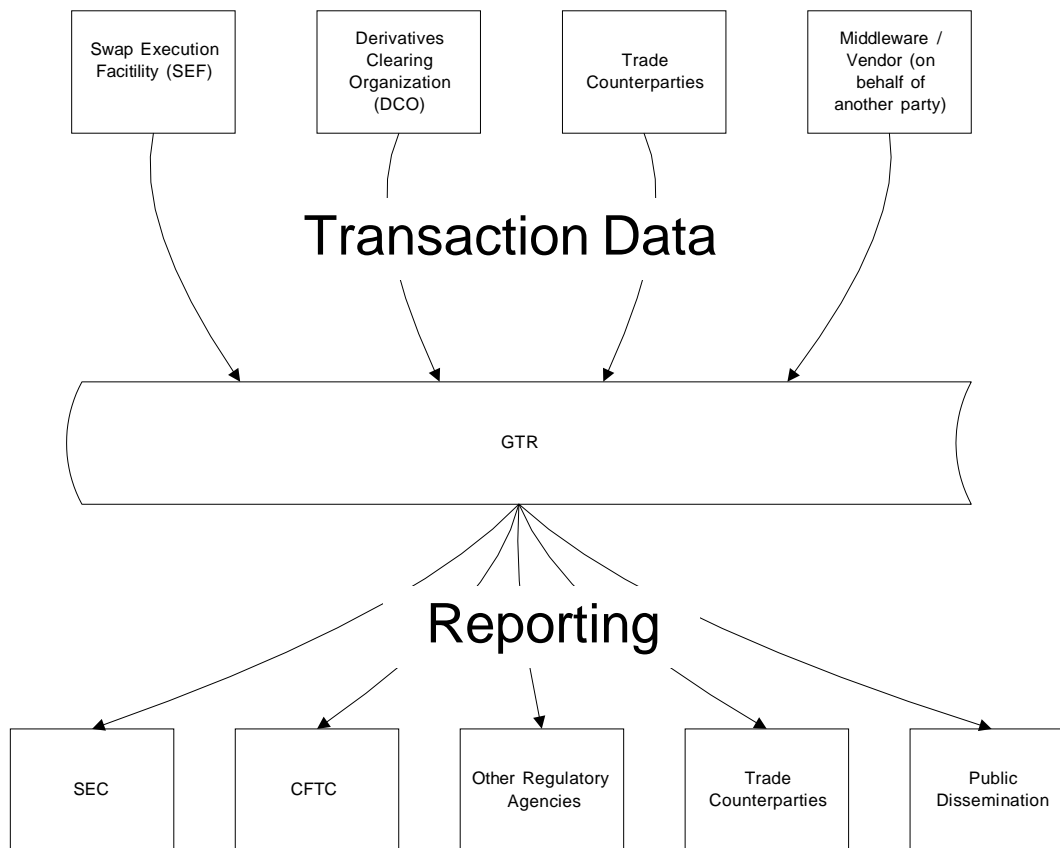 Swap Execution
Facitility (SEF)
Derivatives
Clearing
Organization
(DCO)
Trade
Counterparties
Middleware /
Vendor (on
behalf of
another party)
Transaction Data
GTR
Reporting
SEC
CFTC
Other Regulatory
Agencies
Trade
Counterparties
Public
Dissemination